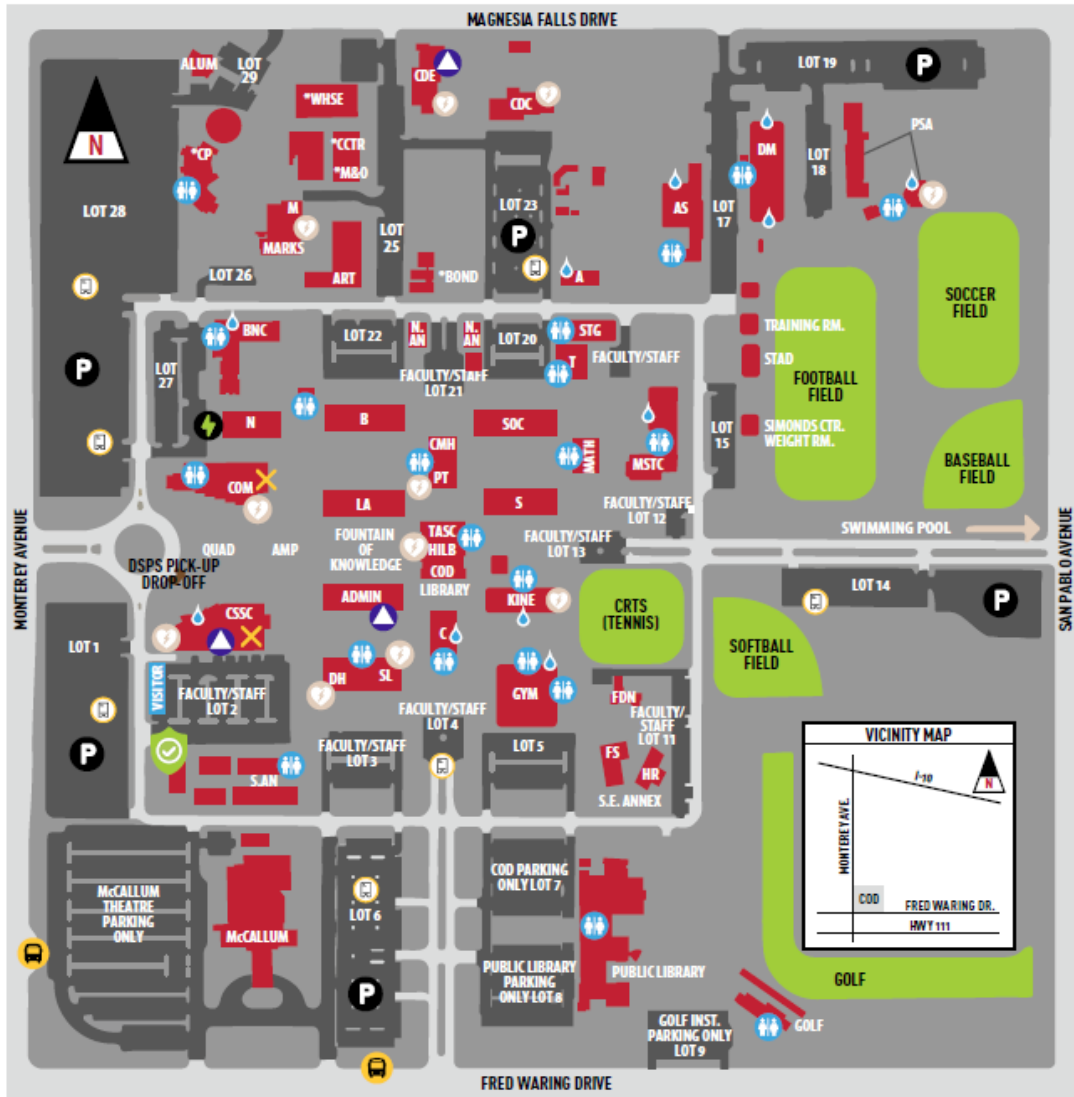 MAGNESIA FALLS DRIVE
ALUM
LOT
29
CDE
LOT 19
P
*WHSE
CDC
PSA
N
*CP
*CCTR
*M&O
DM
LOT
18
LOT 28
M
MARKS
LOT
25
LOT 23
P
AS
LOT
17
LOT 26
ART
*BOND
A
SOCCER
FIELD
BNC
LOT 22
N.
AN
N.
AN
LOT 20
STG
TRAINING RM.
P
LOT
27
FACULTY/STAFF
LOT 21
T
FACULTY/STAFF
STAD
FOOTBALL
FIELD
N
B
SOC
LOT
15
SIMONDS CTR.
WEIGHT RM.
CMH
PT
MATH
MSTC
BASEBALL
FIELD
COM
LA
S
FACULTY/STAFF
LOT 12
MONTEREY AVENUE
QUAD
AMP
FOUNTAIN
OF
KNOWLEDGE
TASC
HILB
COD
LIBRARY
FACULTY/STAFF
LOT 13
SWIMMING POOL
SAN PABLO AVENUE
DSPS PICK-UP
DROP-OFF
ADMIN
KINE
CRTS
(TENNIS)
LOT 14
P
LOT 1
CSSC
C
SOFTBALL
FIELD
VISITOR
FACULTY/STAFF
LOT 2
DH
SL
GYM
FDN
P
FACULTY/STAFF
LOT 4
FACULTY/
STAFF
LOT 11
S.AN
FACULTY/STAFF
LOT 3
LOT 5
FS
HR
S.E. ANNEX
VICINITY MAP
I-10
N
MONTEREY AVE.
COD
FRED WARING DR.
HWY 111
McCALLUM
THEATRE
PARKING
ONLY
McCALLUM
LOT 6
P
COD PARKING
ONLY LOT 7
PUBLIC LIBRARY
PARKING
ONLY LOT 8
PUBLIC LIBRARY
GOLF
GOLF INST.
PARKING ONLY
LOT 9
GOLF
FRED WARING DRIVE